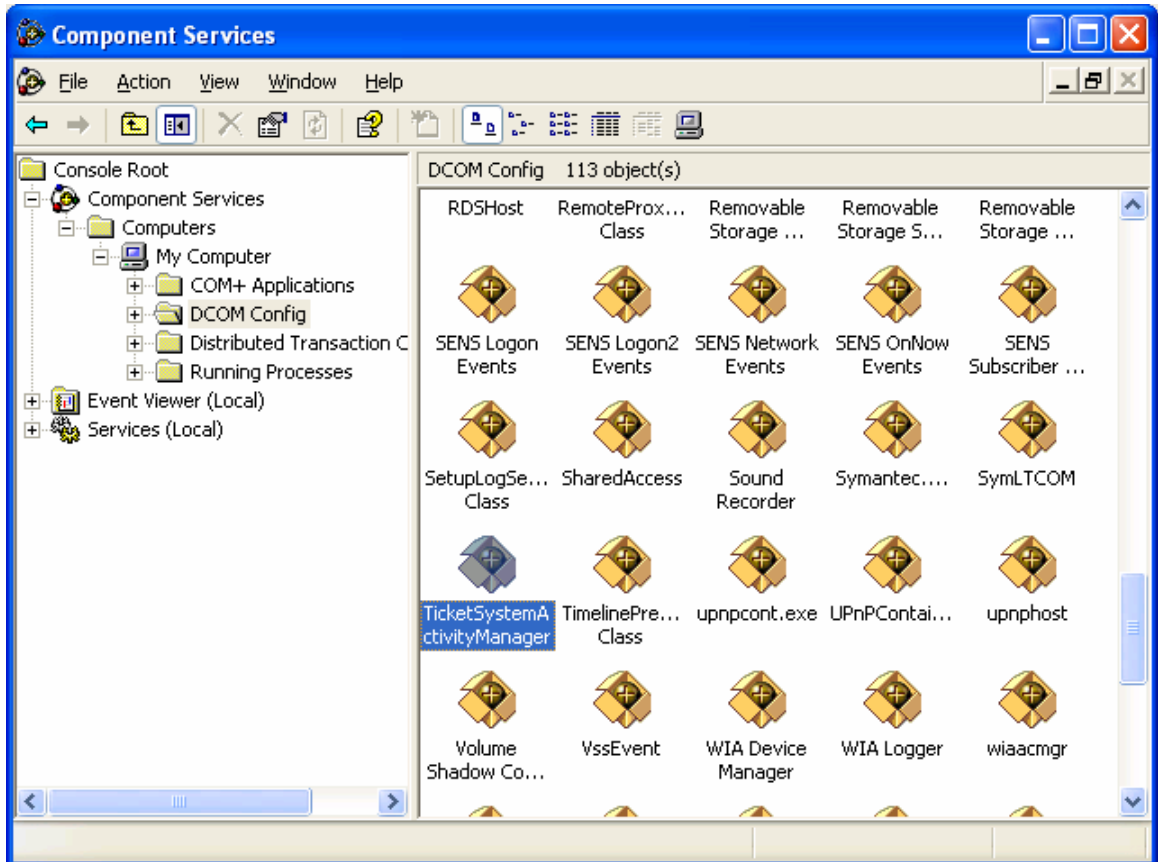 Component Services
File Action View Window Help
Console Root
Component Services
Computers
My Computer
COM+ Applications
DCOM Config
Distributed Transaction C
Running Processes
Event Viewer (Local)
Services (Local)
DCOM Config 113 object(s)
RDSHost RemoteProx... Removable Removable Removable
Class Storage ... Storage S... Storage ...
SENS Logon SENS Logon2 SENS Network SENS OnNow SENS
Events Events Events Events Subscriber ...
SetupLogSe... SharedAccess Sound Symantec.... SymLTCOM
Class Recorder
TicketSystemA TimelinePre... upnpcont.exe UPnPContai... upnphost
ctivityManager Class
Volume VssEvent WIA Device WIA Logger wiaacmgr
Shadow Co... Manager